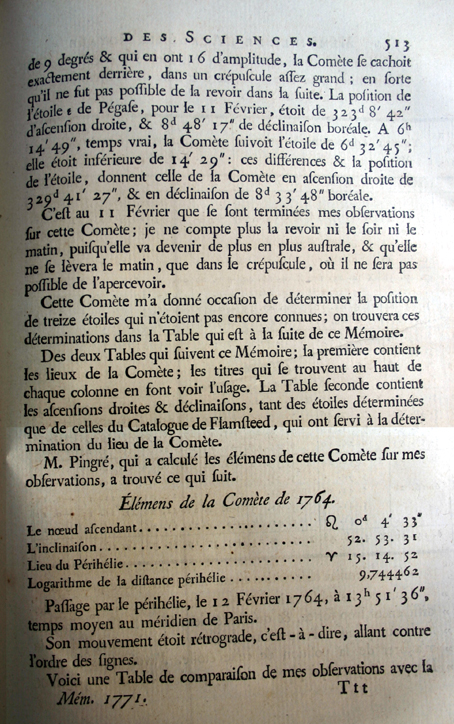 DES SCIENCES. 513
de 9 degrés & qui en ont 16 d'amplitude, la Comète ſe cachoit
exactement derrière, dans un crépuſcule aſſez grand; en ſorte
qu'il ne fut pas poſſible de la revoir dans la ſuite. La poſition de
l'étoile ε de Pégaſe, pour le 11 Février, étoit de 323ᵈ 8′ 42″
d'aſcenſion droite, & 8ᵈ 48′ 17″ de déclinaiſon boréale. A 6ʰ
14′ 49″, temps vrai, la Comète ſuivoit l'étoile de 6ᵈ 32′ 45″;
elle étoit inférieure de 14′ 29″: ces différences & la poſition
de l'étoile, donnent celle de la Comète en aſcenſion droite de
329ᵈ 41′ 27″, & en déclinaiſon de 8ᵈ 33′ 48″ boréale.
C'eſt au 11 Février que ſe ſont terminées mes obſervations
ſur cette Comète; je ne compte plus la revoir ni le ſoir ni le
matin, puiſqu'elle va devenir de plus en plus auſtrale, & qu'elle
ne ſe lèvera le matin, que dans le crépuſcule, où il ne ſera pas
poſſible de l'apercevoir.
Cette Comète m'a donné occaſion de déterminer la poſition
de treize étoiles qui n'étoient pas encore connues; on trouvera ces
déterminations dans la Table qui eſt à la ſuite de ce Mémoire.
Des deux Tables qui ſuivent ce Mémoire; la première contient
les lieux de la Comète; les titres qui ſe trouvent au haut de
chaque colonne en font voir l'uſage. La Table ſeconde contient
les aſcenſions droites & déclinaiſons, tant des étoiles déterminées
que de celles du Catalogue de Flamſteed, qui ont ſervi à la déter-
mination du lieu de la Comète.
M. Pingré, qui a calculé les élémens de cette Comète ſur mes
obſervations, a trouvé ce qui ſuit.
Élémens de la Comète de 1764.
Le nœud aſcendant . . . . . . . . . . . . . . . . . . . . ♌ 0ᵈ 4′ 33″
L'inclinaiſon . . . . . . . . . . . . . . . . . . . . . . . . 52. 53. 31
Lieu du Périhélie . . . . . . . . . . . . . . . . . . . . . ♈ 15. 14. 52
Logarithme de la diſtance périhélie . . . . . . . . . . 9,744462
Paſſage par le périhélie, le 12 Février 1764, à 13ʰ 51′ 36″,
temps moyen au méridien de Paris.
Son mouvement étoit rétrograde, c'eſt-à-dire, allant contre
l'ordre des ſignes.
Voici une Table de comparaiſon de mes obſervations avec la
Mém. 1771. Ttt